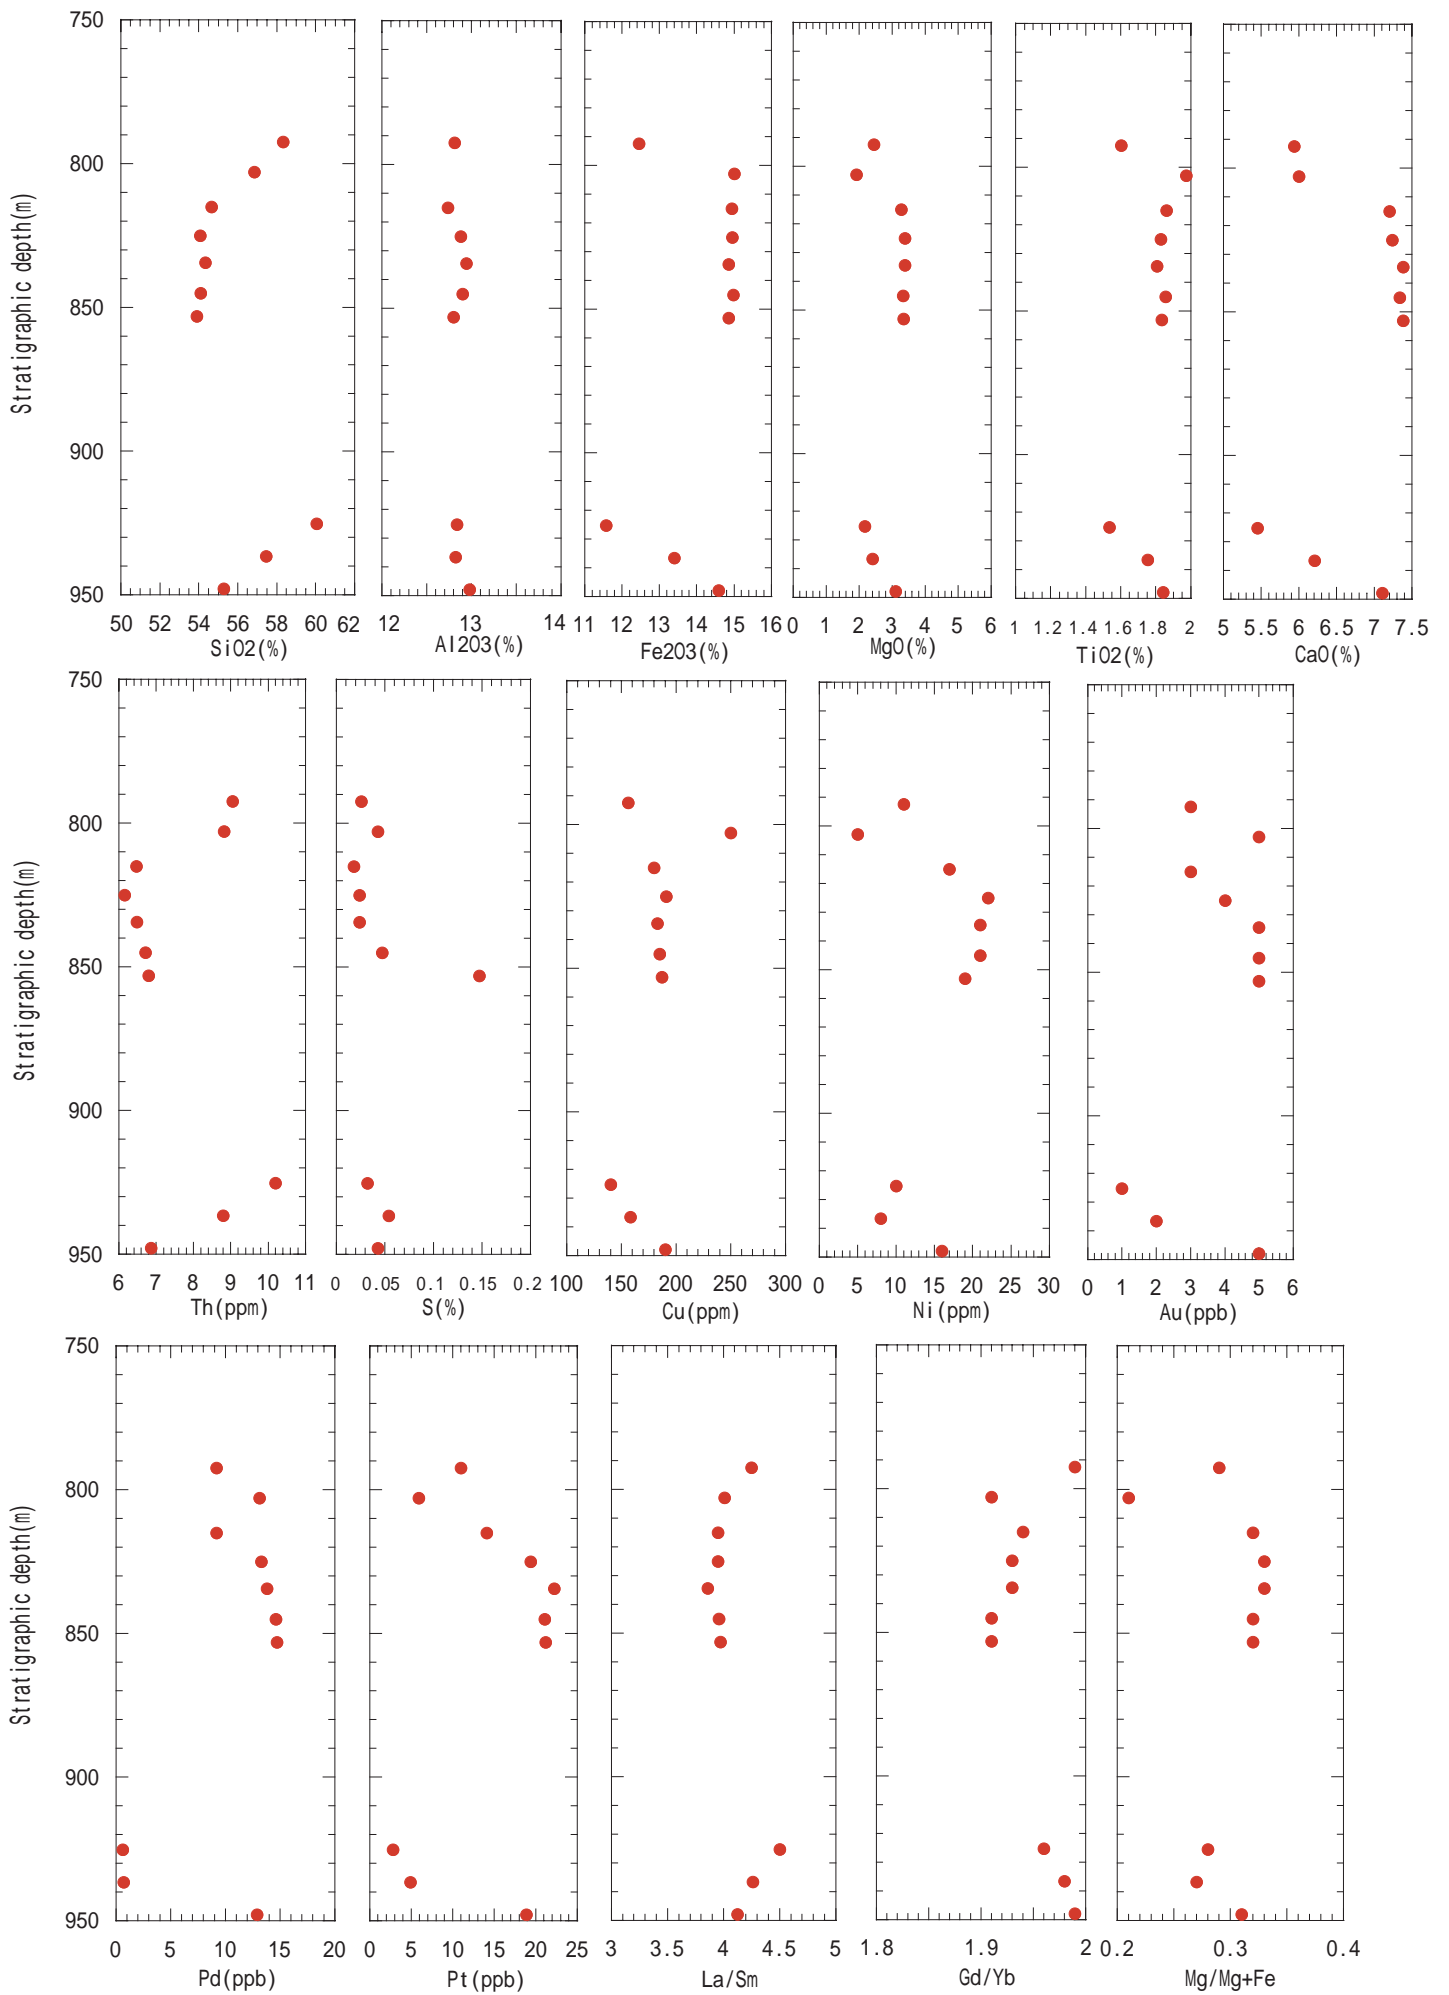 750
800
850
900
950
Stratigraphic depth(m)
50 52 54 56 58 60 62
SiO2(%)
12 13 14
Al2O3(%)
11 12 13 14 15 16
Fe2O3(%)
0 1 2 3 4 5 6
MgO(%)
1 1.2 1.4 1.6 1.8 2
TiO2(%)
5 5.5 6 6.5 7 7.5
CaO(%)
750
800
850
900
950
Stratigraphic depth(m)
6 7 8 9 10 11
Th(ppm)
0 0.05 0.1 0.15 0.2
S(%)
100 150 200 250 300
Cu(ppm)
0 5 10 15 20 25 30
Ni(ppm)
0 1 2 3 4 5 6
Au(ppb)
750
800
850
900
950
Stratigraphic depth(m)
0 5 10 15 20
Pd(ppb)
0 5 10 15 20 25
Pt(ppb)
3 3.5 4 4.5 5
La/Sm
1.8 1.9 2
Gd/Yb
0.2 0.3 0.4
Mg/Mg+Fe